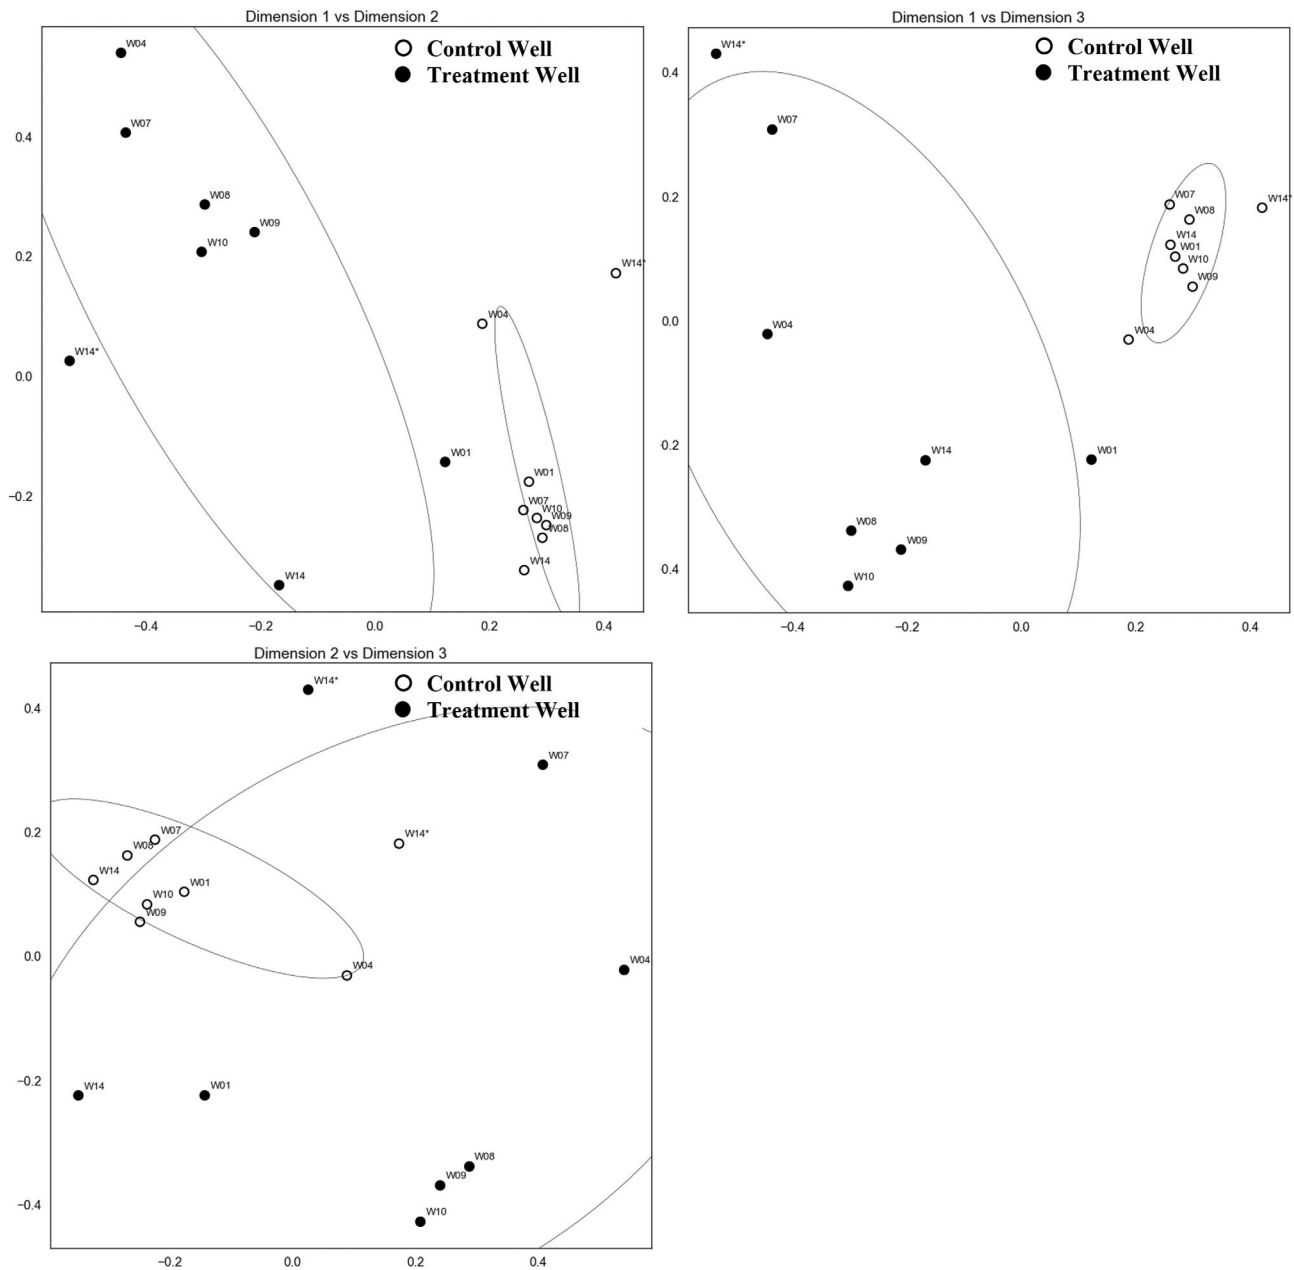 Dimension 1 vs Dimension 2
Control Well
Treatment Well
W04
W07
W08
W09
W10
W14*
W14*
W04
W01
W01
W07
W10
W09
W08
W14
W14
0.4
0.2
0.0
−0.2
−0.4
−0.2
0.0
0.2
0.4
Dimension 1 vs Dimension 3
Control Well
Treatment Well
W14*
W07
W07
W14*
W08
W14
W01
W10
W09
W04
W04
W14
W01
W08
W09
W10
0.4
0.2
0.0
0.2
0.4
−0.4
−0.2
0.0
0.2
0.4
Dimension 2 vs Dimension 3
Control Well
Treatment Well
W14*
W07
W07
W14*
W08
W14
W01
W10
W09
W04
W04
W14
W01
W08
W09
W10
0.4
0.2
0.0
−0.2
−0.4
−0.2
0.0
0.2
0.4